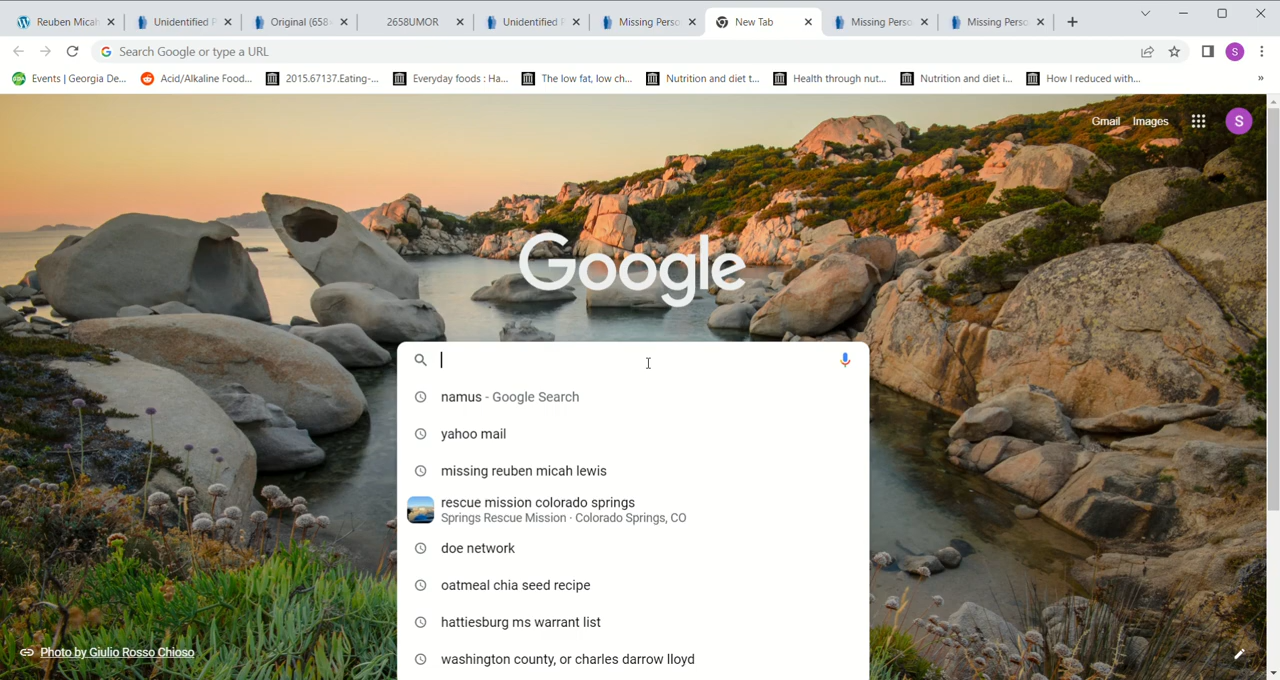 Reuben Micah
Unidentified P
Original (658
2658UMOR
Unidentified P
Missing Perso
New Tab
Missing Perso
Missing Perso
Search Google or type a URL
S
Events | Georgia De...
Acid/Alkaline Food...
2015.67137.Eating-...
Everyday foods : Ha...
The low fat, low ch...
Nutrition and diet t...
Health through nut...
Nutrition and diet i...
How I reduced with...
»
Gmail
Images
S
Google
namus - Google Search
yahoo mail
missing reuben micah lewis
rescue mission colorado springs
Springs Rescue Mission · Colorado Springs, CO
doe network
oatmeal chia seed recipe
hattiesburg ms warrant list
washington county, or charles darrow lloyd
Photo by Giulio Rosso Chioso